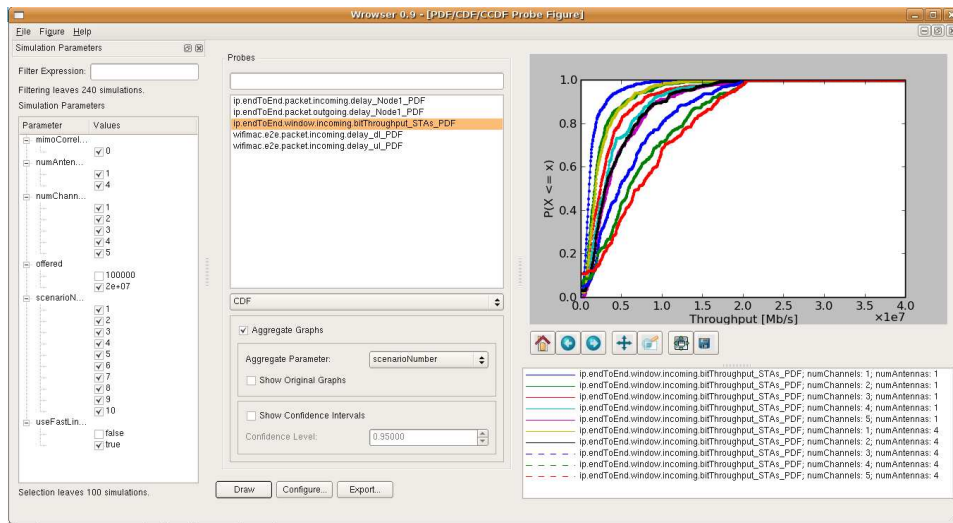 Wrowser 0.9 - [PDF/CDF/CCDF Probe Figure]
File Figure Help
Simulation Parameters
Filter Expression:
Filtering leaves 240 simulations.
Simulation Parameters
Parameter Values
mimoCorrel...
0
numAnten...
1
4
numChann...
1
2
3
4
5
offered
100000
2e+07
scenarioN...
1
2
3
4
5
6
7
8
9
10
useFastLin...
false
true
Selection leaves 100 simulations.
Probes
ip.endToEnd.packet.incoming.delay_Node1_PDF
ip.endToEnd.packet.outgoing.delay_Node1_PDF
ip.endToEnd.window.incoming.bitThroughput_STAs_PDF
wifimac.e2e.packet.incoming.delay_dl_PDF
wifimac.e2e.packet.incoming.delay_ul_PDF
CDF
Aggregate Graphs
Aggregate Parameter: scenarioNumber
Show Original Graphs
Show Confidence Intervals
Confidence Level: 0.95000
Draw Configure... Export...
1.0
0.8
0.6
0.4
0.2
0.0
P(X <= x)
0.0 0.5 1.0 1.5 2.0 2.5 3.0 3.5 4.0
Throughput [Mb/s]
×1e7
ip.endToEnd.window.incoming.bitThroughput_STAs_PDF; numChannels: 1; numAntennas: 1
ip.endToEnd.window.incoming.bitThroughput_STAs_PDF; numChannels: 2; numAntennas: 1
ip.endToEnd.window.incoming.bitThroughput_STAs_PDF; numChannels: 3; numAntennas: 1
ip.endToEnd.window.incoming.bitThroughput_STAs_PDF; numChannels: 4; numAntennas: 1
ip.endToEnd.window.incoming.bitThroughput_STAs_PDF; numChannels: 5; numAntennas: 1
ip.endToEnd.window.incoming.bitThroughput_STAs_PDF; numChannels: 1; numAntennas: 4
ip.endToEnd.window.incoming.bitThroughput_STAs_PDF; numChannels: 2; numAntennas: 4
ip.endToEnd.window.incoming.bitThroughput_STAs_PDF; numChannels: 3; numAntennas: 4
ip.endToEnd.window.incoming.bitThroughput_STAs_PDF; numChannels: 4; numAntennas: 4
ip.endToEnd.window.incoming.bitThroughput_STAs_PDF; numChannels: 5; numAntennas: 4